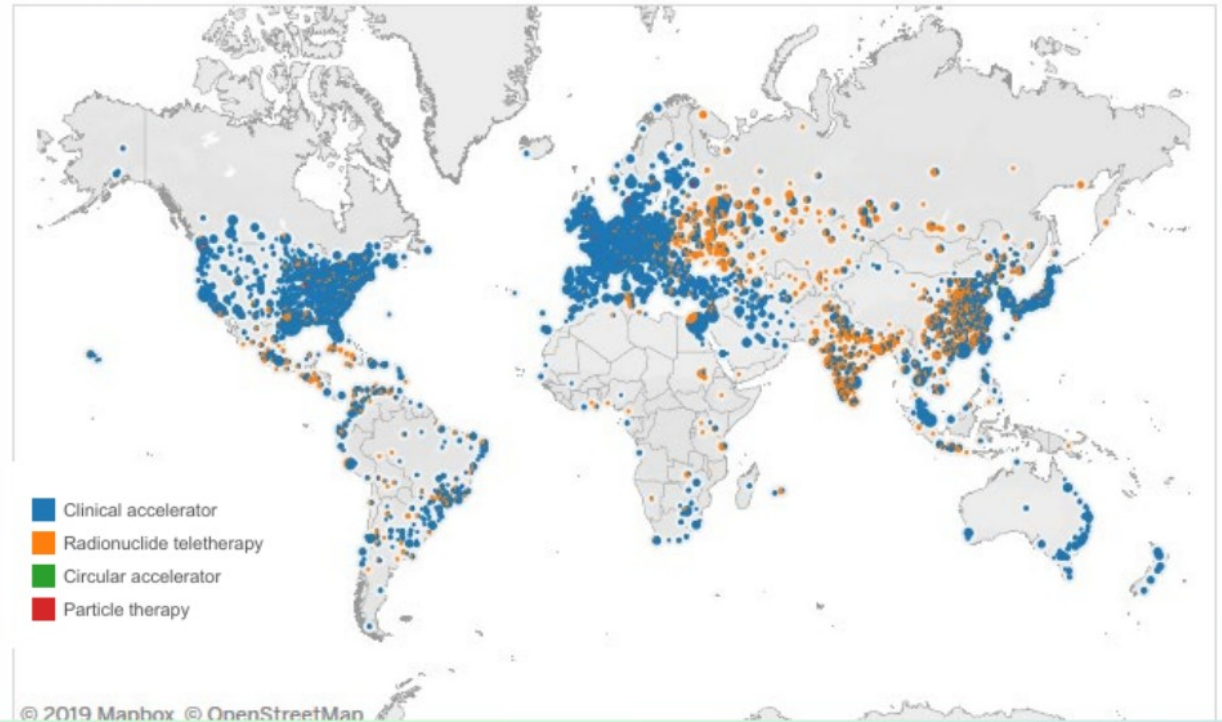 Clinical accelerator
Radionuclide teletherapy
Circular accelerator
Particle therapy
© 2019 Mapbox © OpenStreetMap